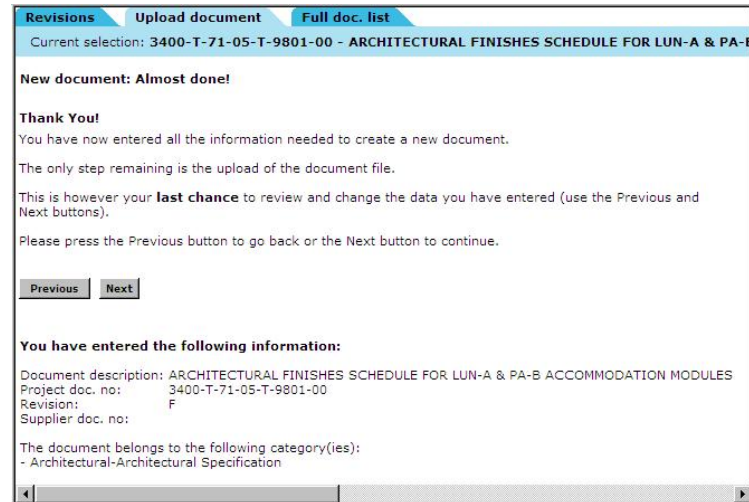 Revisions Upload document Full doc. list
Current selection: 3400-T-71-05-T-9801-00 - ARCHITECTURAL FINISHES SCHEDULE FOR LUN-A & PA-B
New document: Almost done!
Thank You!
You have now entered all the information needed to create a new document.
The only step remaining is the upload of the document file.
This is however your last chance to review and change the data you have entered (use the Previous and
Next buttons).
Please press the Previous button to go back or the Next button to continue.
Previous Next
You have entered the following information:
Document description: ARCHITECTURAL FINISHES SCHEDULE FOR LUN-A & PA-B ACCOMMODATION MODULES
Project doc. no: 3400-T-71-05-T-9801-00
Revision: F
Supplier doc. no:
The document belongs to the following category(ies):
- Architectural-Architectural Specification